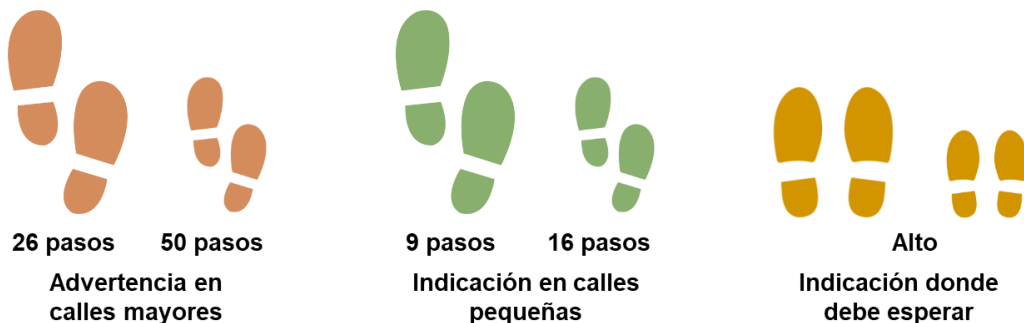 26 pasos 50 pasos
Advertencia en
calles mayores
9 pasos 16 pasos
Indicación en calles
pequeñas
Alto
Indicación donde
debe esperar